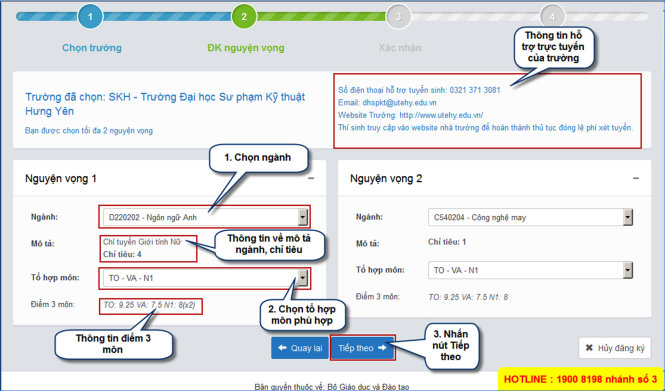 1
2
3
4
Chọn trường
ĐK nguyện vọng
Xác nhận
Thông tin hỗ
trợ trực tuyến
của trường
Trường đã chọn: SKH - Trường Đại học Sư phạm Kỹ thuật
Hưng Yên
Bạn được chọn tối đa 2 nguyện vọng
Số điện thoại hỗ trợ tuyển sinh: 0321 371 3081
Email: dhspkt@utehy.edu.vn
Website Trường: http://www.utehy.edu.vn/
Thí sinh truy cập vào website nhà trường để hoàn thành thủ tục đóng lệ phí xét tuyển.
1. Chọn ngành
Nguyện vọng 1
Ngành:
D220202 - Ngôn ngữ Anh
Mô tả:
Chỉ tuyển Giới tính Nữ
Chỉ tiêu: 4
Thông tin về mô tả
ngành, chỉ tiêu
Tổ hợp môn:
TO - VA - N1
Điểm 3 môn:
TO: 9.25 VA: 7.5 N1: 8(x2)
Thông tin điểm 3
môn
2. Chọn tổ hợp
môn phù hợp
Nguyện vọng 2
Ngành:
C540204 - Công nghệ may
Mô tả:
Chỉ tiêu: 1
Tổ hợp môn:
TO - VA - N1
Điểm 3 môn:
TO: 9.25 VA: 7.5 N1: 8
3. Nhấn
nút Tiếp
theo
Quay lại
Tiếp theo
Hủy đăng ký
HOTLINE : 1900 8198 nhánh số 3
Bản quyền thuộc về: Bộ Giáo dục và Đào tạo